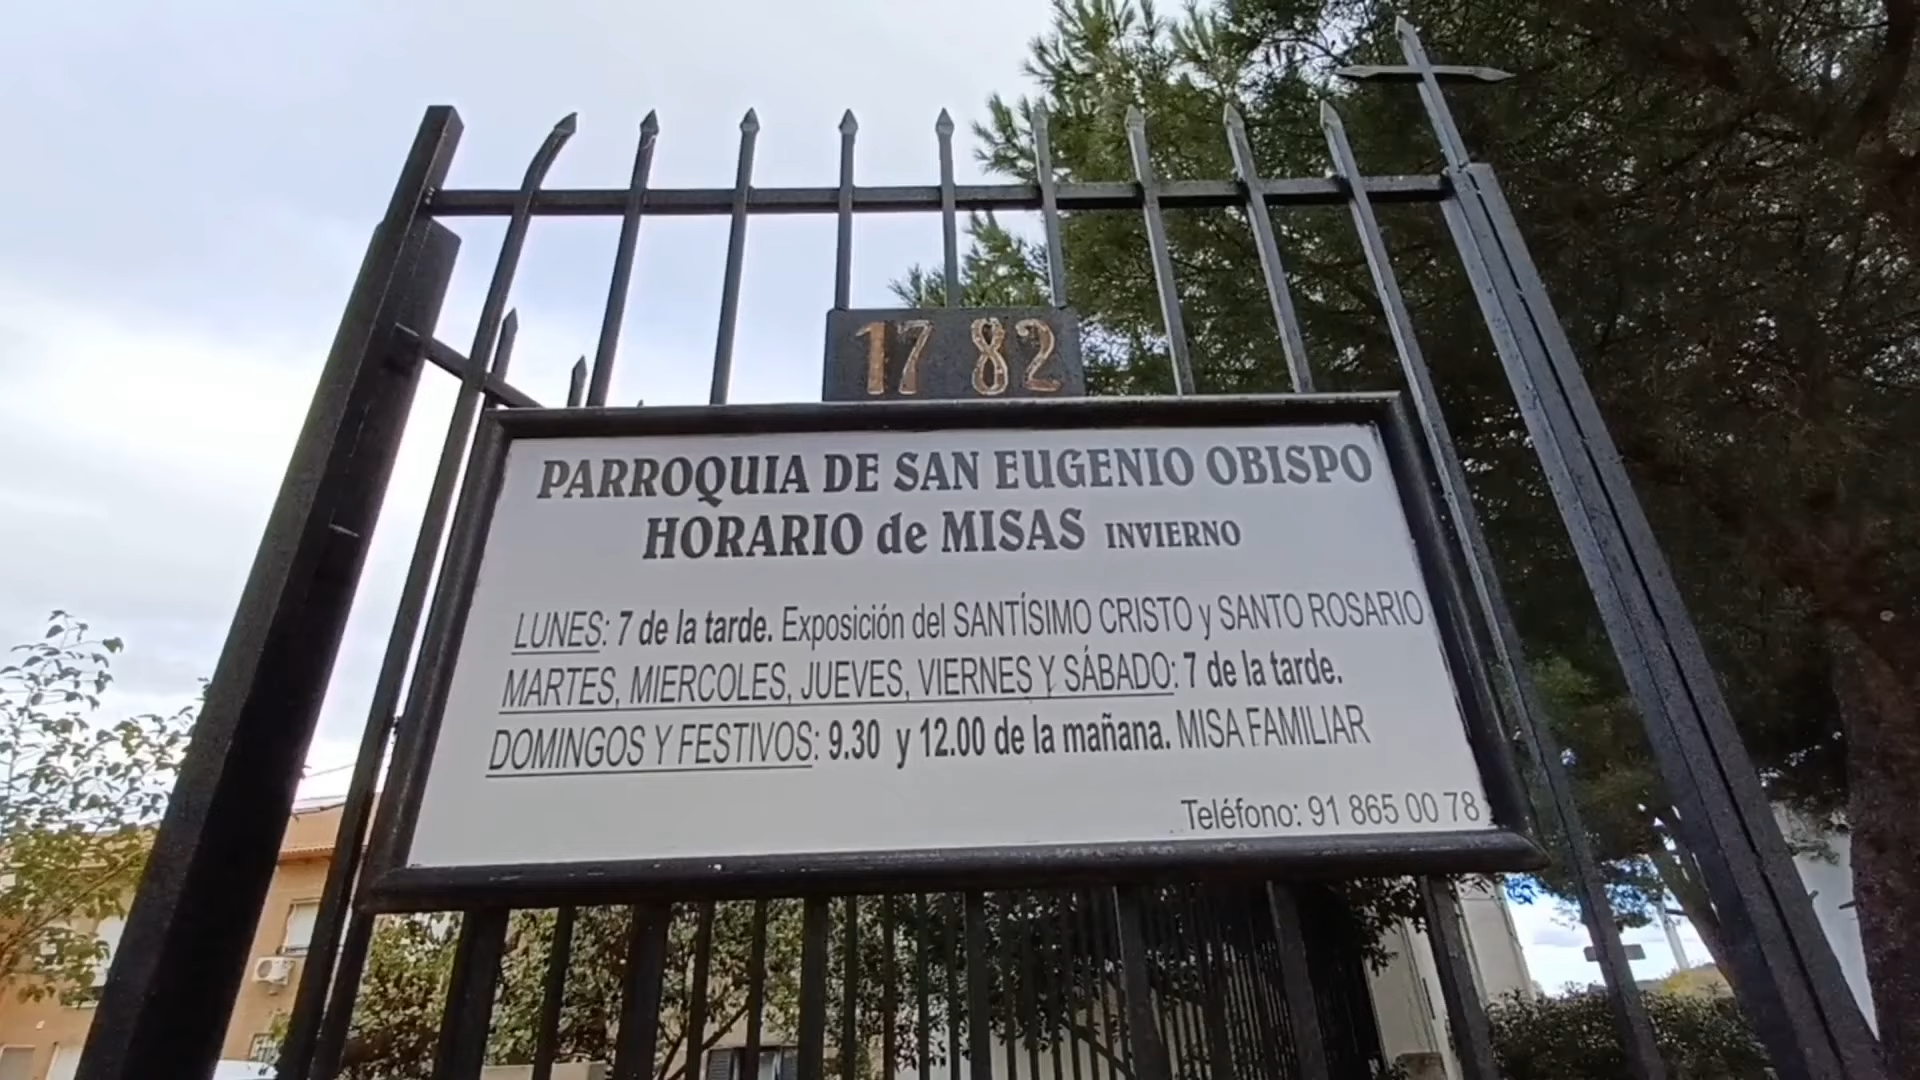 17 82
PARROQUIA DE SAN EUGENIO OBISPO
HORARIO de MISAS INVIERNO
LUNES: 7 de la tarde. Exposición del SANTÍSIMO CRISTO y SANTO ROSARIO
MARTES, MIERCOLES, JUEVES, VIERNES Y SÁBADO: 7 de la tarde.
DOMINGOS Y FESTIVOS: 9.30 y 12.00 de la mañana. MISA FAMILIAR
Teléfono: 91 865 00 78